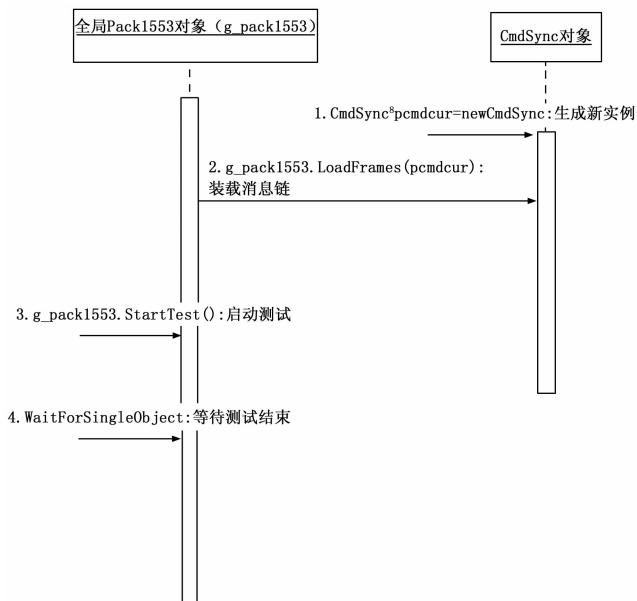 全局Pack1553对象（g_pack1553）
CmdSync对象
1.CmdSync⁸pcmdcur=newCmdSync:生成新实例
2.g_pack1553.LoadFrames(pcmdcur):
装载消息链
3.g_pack1553.StartTest():启动测试
4.WaitForSingleObject:等待测试结束